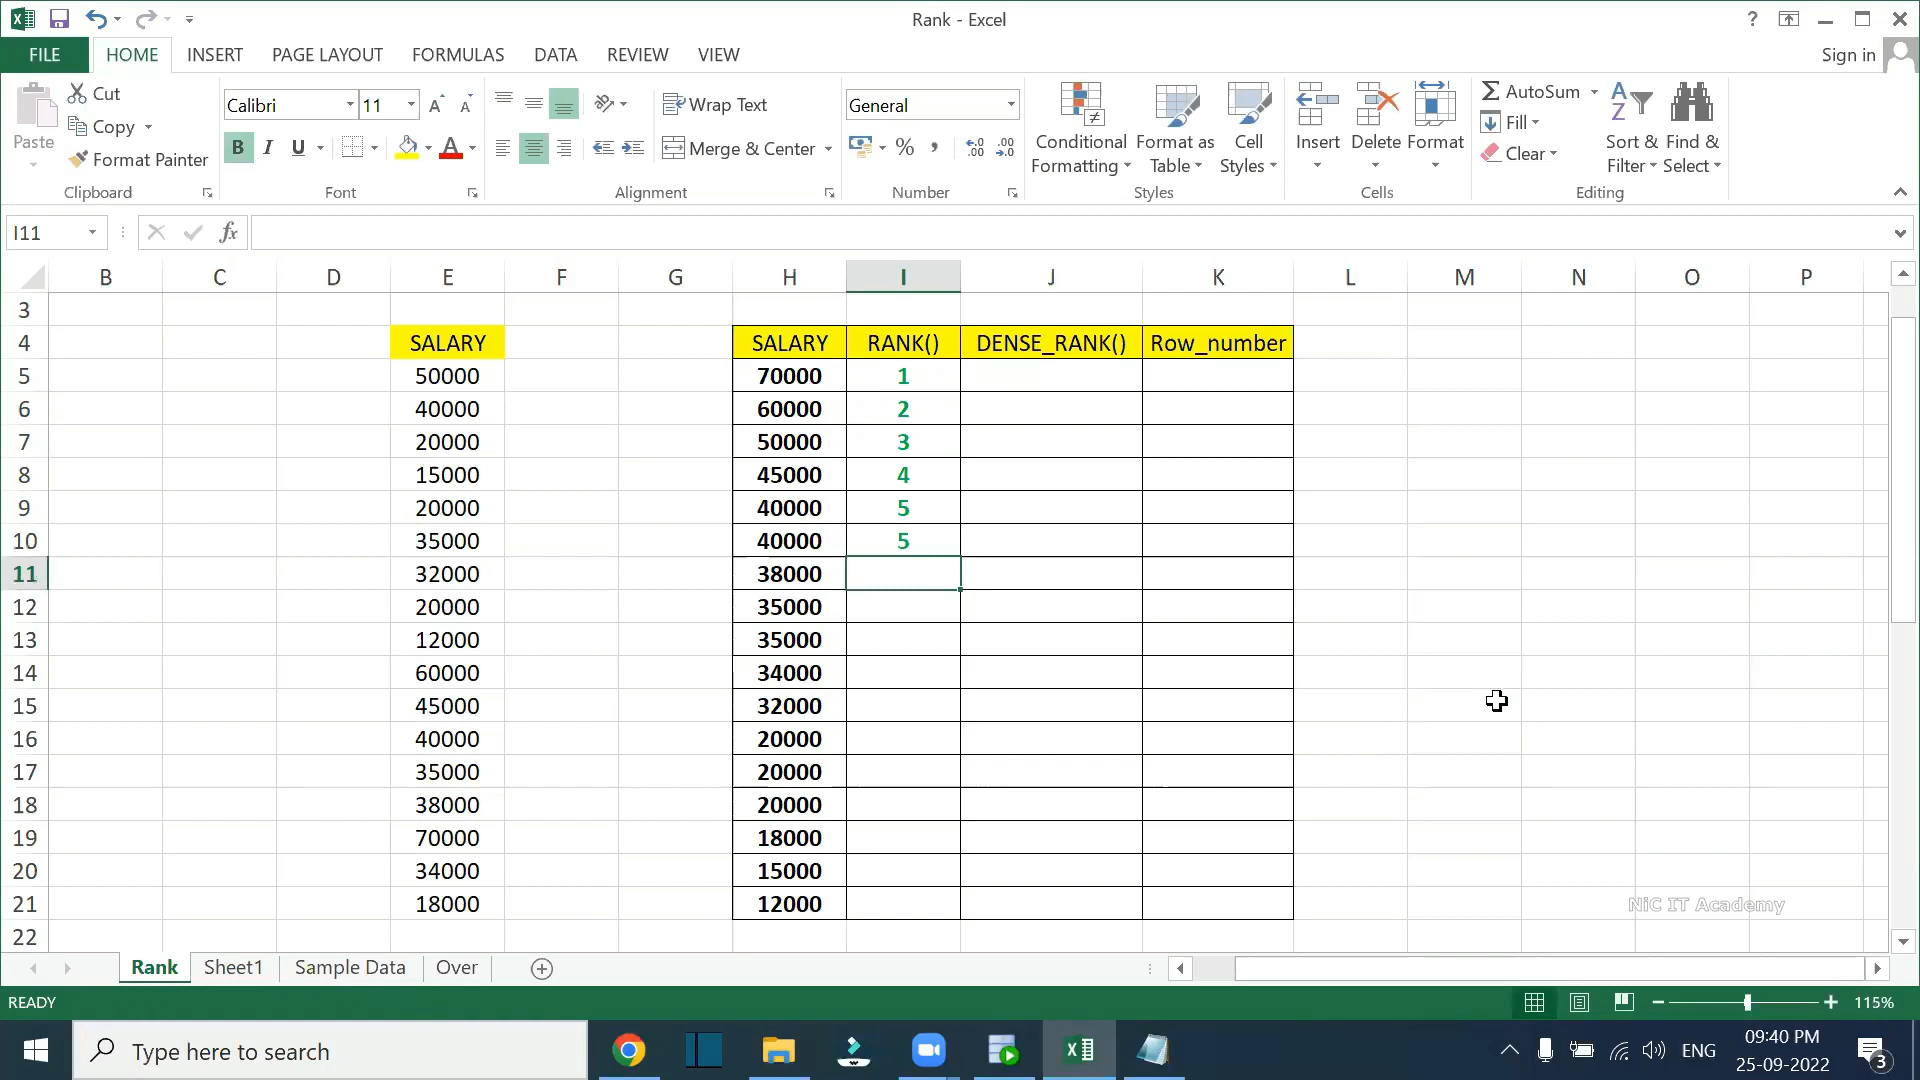 Rank - Excel
?
FILE HOME INSERT PAGE LAYOUT FORMULAS DATA REVIEW VIEW Sign in
Paste Cut Copy Format Painter Clipboard
Calibri 11 A A B I U A Font
Wrap Text Merge & Center Alignment
General % , Number
Conditional Formatting Format as Table Cell Styles Styles
Insert Delete Format Cells
AutoSum Fill Clear Sort & Filter Find & Select Editing
I11 fx
B C D E F G H I J K L M N O P
3
4 SALARY SALARY RANK() DENSE_RANK() Row_number
5 50000 70000 1
6 40000 60000 2
7 20000 50000 3
8 15000 45000 4
9 20000 40000 5
10 35000 40000 5
11 32000 38000
12 20000 35000
13 12000 35000
14 60000 34000
15 45000 32000
16 40000 20000
17 35000 20000
18 38000 20000
19 70000 18000
20 34000 15000
21 18000 12000
NiC IT Academy
22
Rank Sheet1 Sample Data Over
READY 115%
Type here to search
ENG
09:40 PM
25-09-2022
3